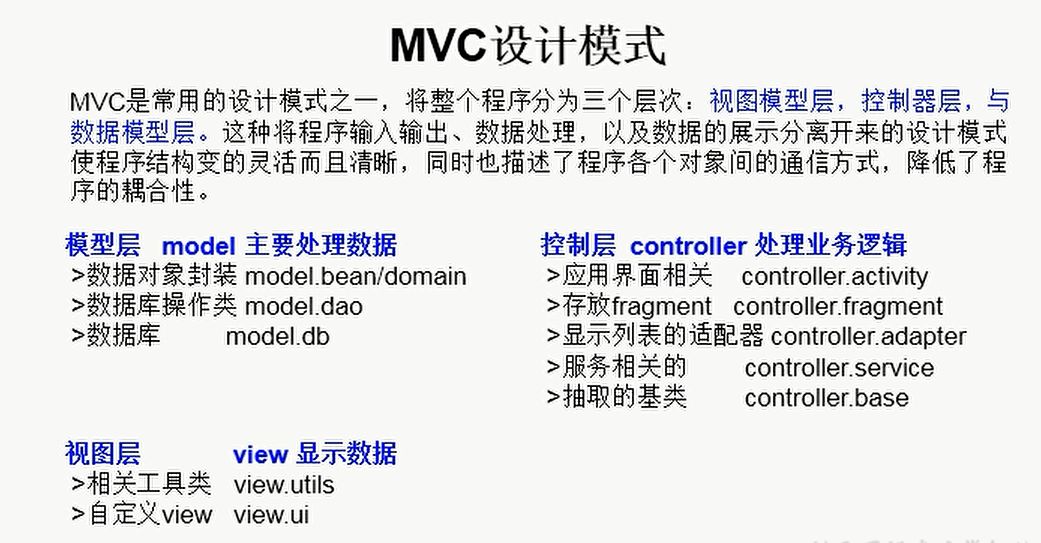 MVC设计模式
MVC是常用的设计模式之一，将整个程序分为三个层次：视图模型层，控制器层，与
数据模型层。这种将程序输入输出、数据处理，以及数据的展示分离开来的设计模式
使程序结构变的灵活而且清晰，同时也描述了程序各个对象间的通信方式，降低了程
序的耦合性。
模型层 model 主要处理数据
>数据对象封装 model.bean/domain
>数据库操作类 model.dao
>数据库 model.db
控制层 controller 处理业务逻辑
>应用界面相关 controller.activity
>存放fragment controller.fragment
>显示列表的适配器 controller.adapter
>服务相关的 controller.service
>抽取的基类 controller.base
视图层 view 显示数据
>相关工具类 view.utils
>自定义view view.ui